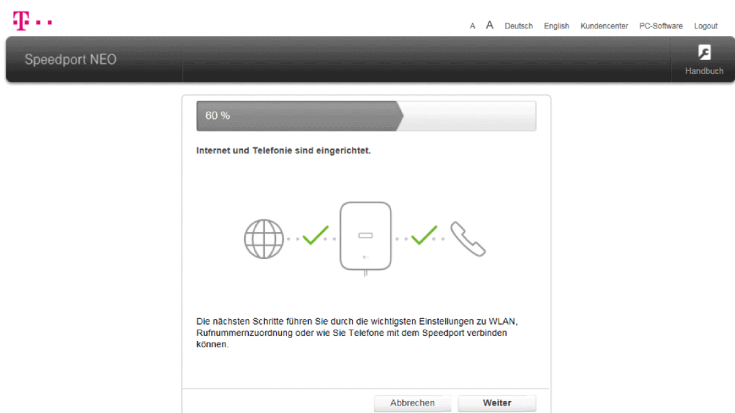 T
A A Deutsch English Kundencenter PC-Software Logout
Speedport NEO
Handbuch
60 %
Internet und Telefonie sind eingerichtet.
Die nächsten Schritte führen Sie durch die wichtigsten Einstellungen zu WLAN,
Rufnummernzuordnung oder wie Sie Telefone mit dem Speedport verbinden
können.
Abbrechen Weiter